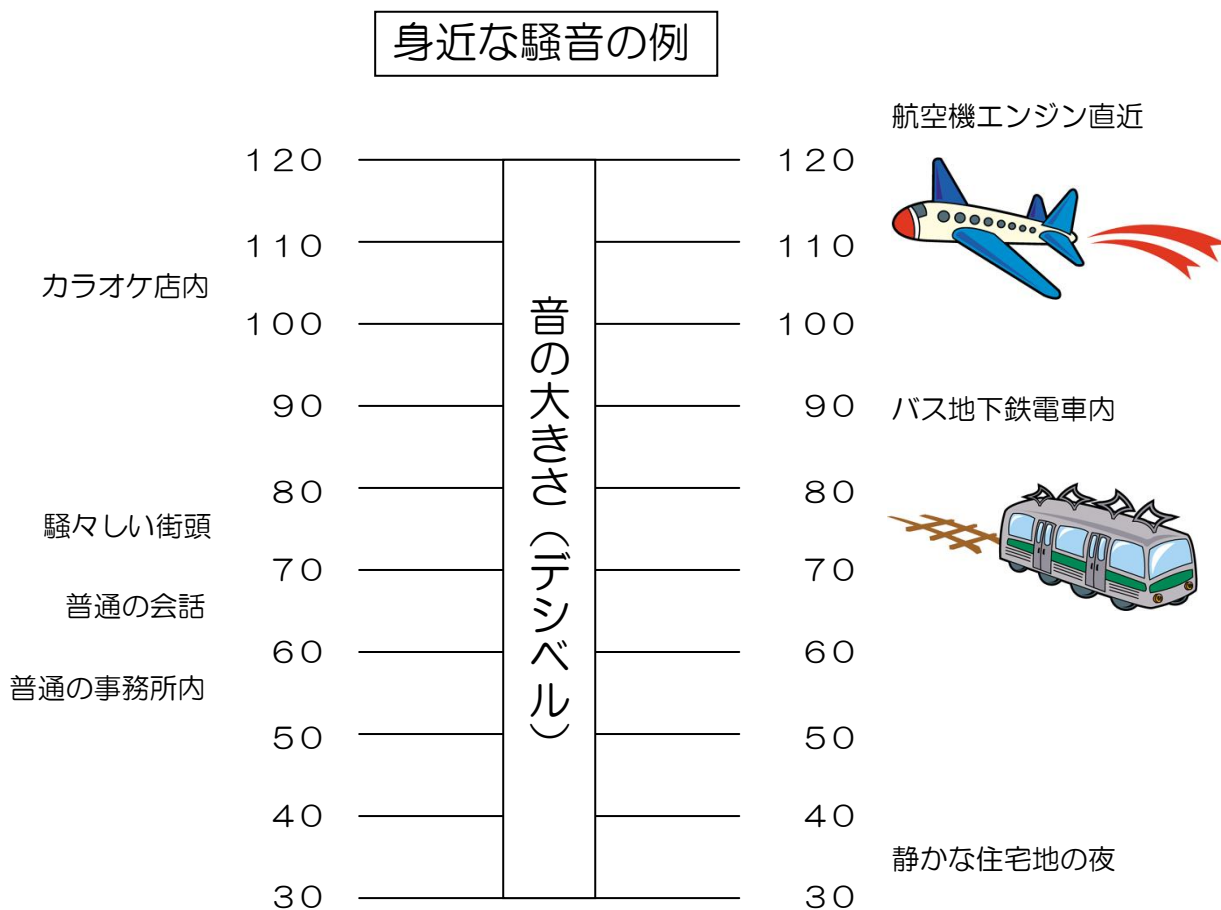 身近な騒音の例
航空機エンジン直近
120 120
110 110
カラオケ店内
100 100
90 90 バス地下鉄電車内
80 80
騒々しい街頭
70 70
普通の会話
60 60
普通の事務所内
50 50
40 40
静かな住宅地の夜
30 30
音の大きさ（デシベル）